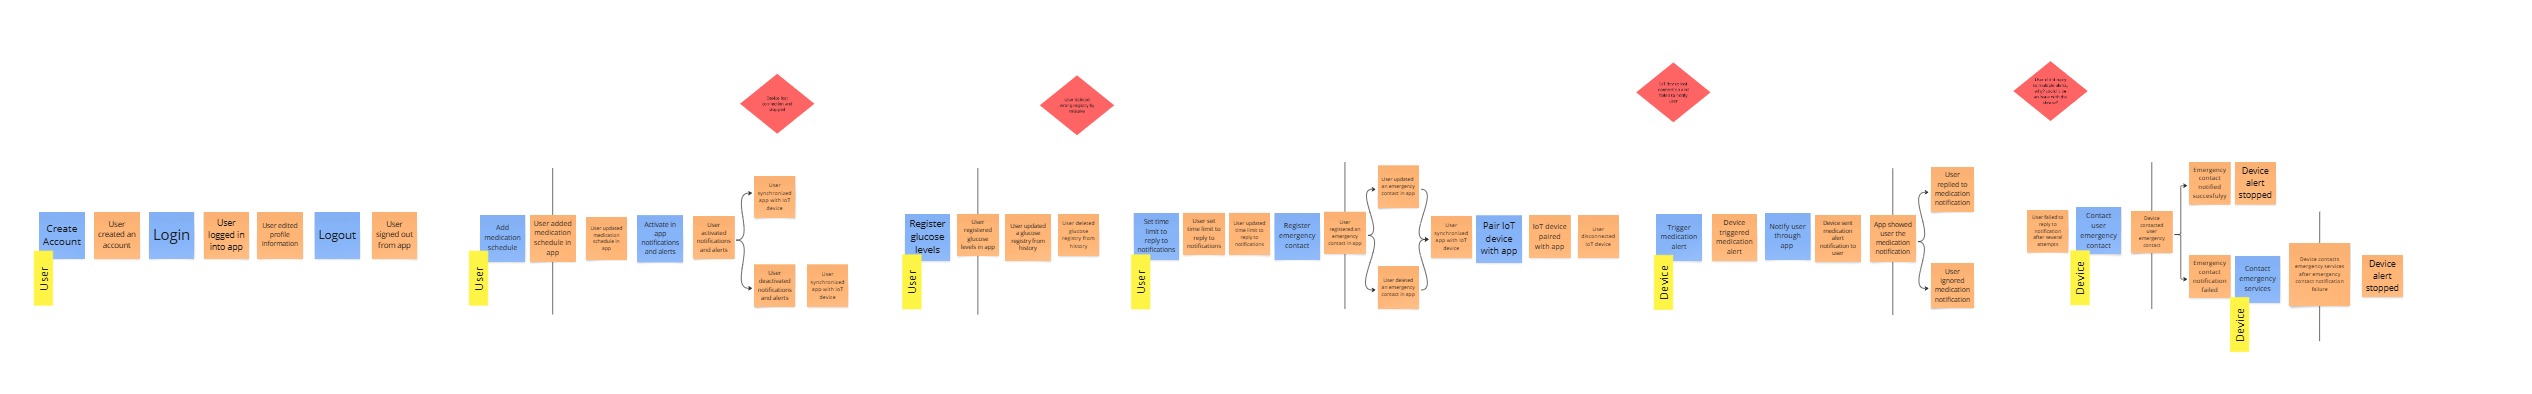 Device lost
connection and
stopped
User deleted
wrong registry by
mistake
IoT device lost
connection and
failed to notify
user
User did not reply
to multiple alerts,
Create
Account
User
User
created an
account
Login
User
logged in
into app
User edited
profile
information
Logout
User
signed out
from app
Add
medication
schedule
User
User added
medication
schedule in
app
User updated
medication
schedule in
app
Activate in
app
notifications
and alerts
User
activated
notifications
and alerts
User
synchronized
app with IoT
device
User
deactivated
notifications
and alerts
User
synchronized
app with IoT
device
Register
glucose
levels
User
User
registered
glucose
levels in app
User updated
a glucose
registry from
history
User deleted
glucose
registry from
history
Set time
limit to
reply to
notifications
User
User set
time limit to
reply to
notifications
User updated
time limit to
reply to
notifications
Register
emergency
contact
User
registered an
emergency
contact in app
User updated
an emergency
contact in app
User deleted
an emergency
contact in app
User
synchronized
app with IoT
device
Pair IoT
device
with app
IoT device
paired
with app
User
disconnected
IoT device
Trigger
medication
alert
Device
Device
triggered
medication
alert
Notify user
through
app
Device sent
medication
alert
notification to
user
App showed
user the
medication
notification
User
replied to
medication
notification
User
ignored
medication
notification
User failed to
reply to
notification
after several
attempts
Contact
user
emergency
contact
Device
Device
contacted
user
emergency
contact
Emergency
contact
notified
succesfulyy
Device
alert
stopped
Emergency
contact
notification
failed
Contact
emergency
services
Device
Device contacts
emergency services
after emergency
contact notification
failure
Device
alert
stopped